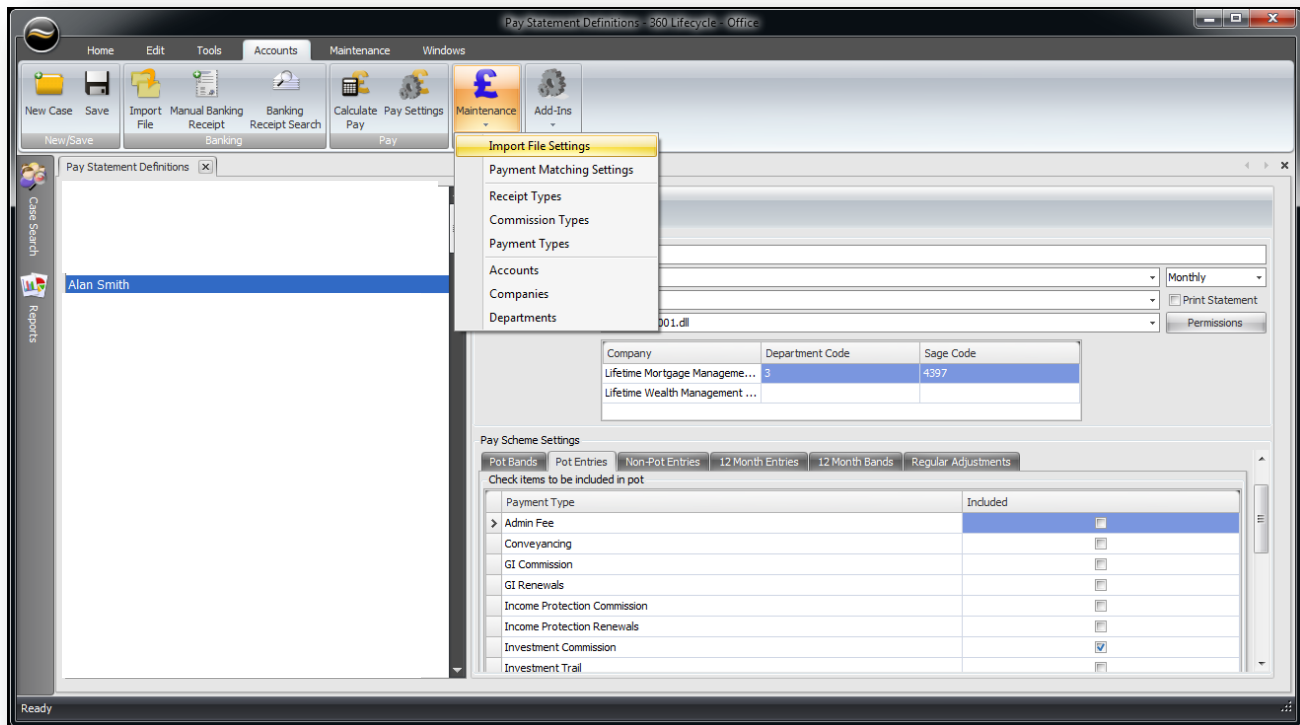 Pay Statement Definitions - 360 Lifecycle - Office
Home Edit Tools Accounts Maintenance Windows
New Case Save Import File Manual Banking Receipt Banking Receipt Search Calculate Pay Pay Settings Maintenance Add-Ins
New/Save Banking Pay
Import File Settings
Payment Matching Settings
Receipt Types
Commission Types
Payment Types
Accounts
Companies
Departments
Pay Statement Definitions
Case Search
Reports
Alan Smith
Monthly
Print Statement
001.dll Permissions
Company Department Code Sage Code
Lifetime Mortgage Manageme... 3 4397
Lifetime Wealth Management ...
Pay Scheme Settings
Pot Bands Pot Entries Non-Pot Entries 12 Month Entries 12 Month Bands Regular Adjustments
Check items to be included in pot
Payment Type Included
Admin Fee
Conveyancing
GI Commission
GI Renewals
Income Protection Commission
Income Protection Renewals
Investment Commission
Investment Trail
Ready